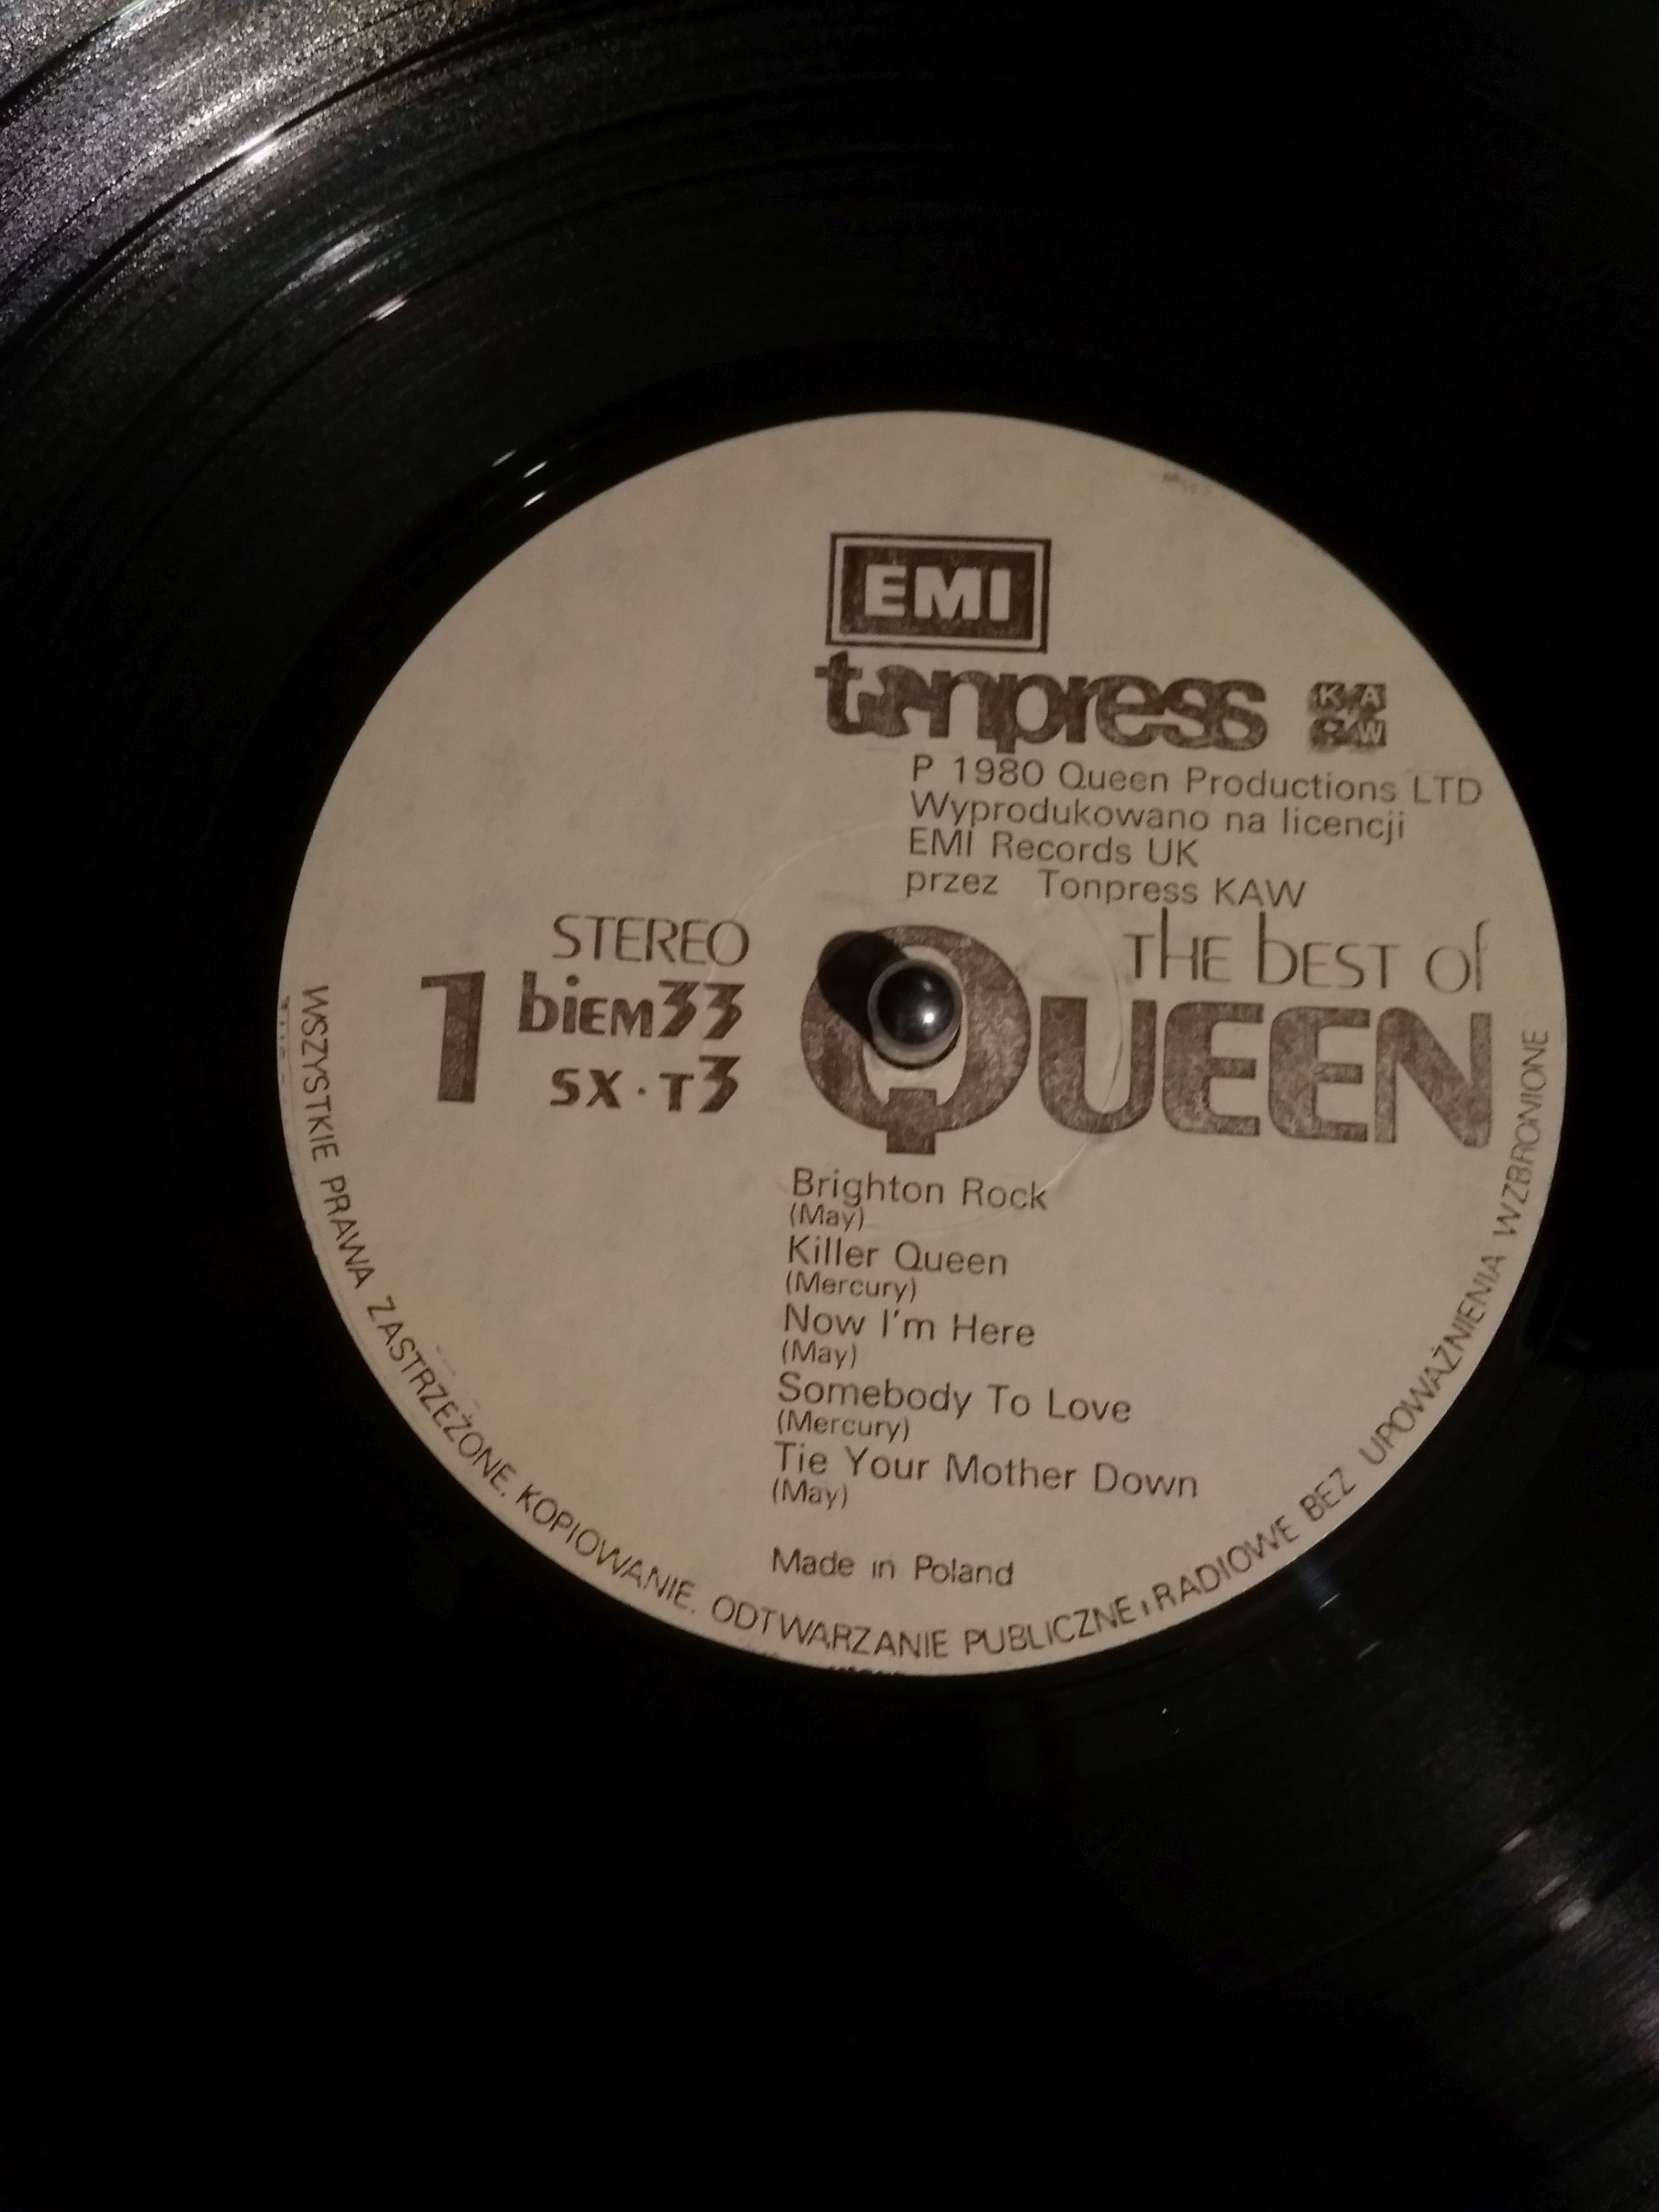 EMI
tonpress KAW
P 1980 Queen Productions LTD
Wyprodukowano na licencji
EMI Records UK
przez Tonpress KAW
STEREO
1 biem33
SX·T3
THE bEST Of
QUEEN
Brighton Rock
(May)
Killer Queen
(Mercury)
Now I'm Here
(May)
Somebody To Love
(Mercury)
Tie Your Mother Down
(May)
Made in Poland
WSZYSTKIE PRAWA ZASTRZEŻONE. KOPIOWANIE. ODTWARZANIE PUBLICZNE i RADIOWE BEZ UPOWAŻNIENIA WZBRONIONE